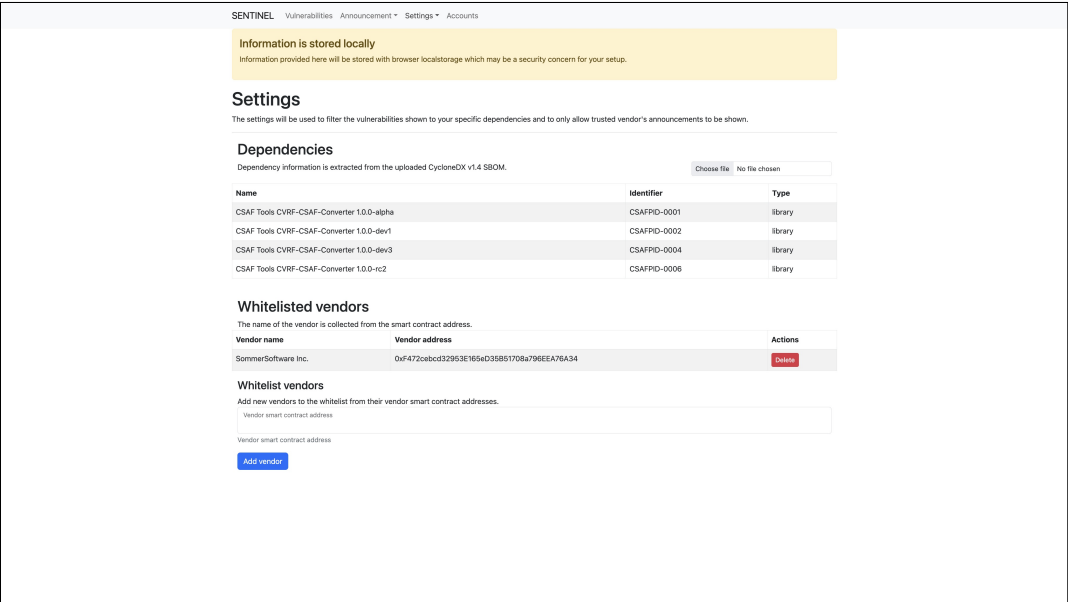 SENTINEL Vulnerabilities Announcement Settings Accounts
Information is stored locally
Information provided here will be stored with browser localstorage which may be a security concern for your setup.
Settings
The settings will be used to filter the vulnerabilities shown to your specific dependencies and to only allow trusted vendor's announcements to be shown.
Dependencies
Dependency information is extracted from the uploaded CycloneDX v1.4 SBOM. Choose file No file chosen
Name Identifier Type
CSAF Tools CVRF-CSAF-Converter 1.0.0-alpha CSAFPID-0001 library
CSAF Tools CVRF-CSAF-Converter 1.0.0-dev1 CSAFPID-0002 library
CSAF Tools CVRF-CSAF-Converter 1.0.0-dev3 CSAFPID-0004 library
CSAF Tools CVRF-CSAF-Converter 1.0.0-rc2 CSAFPID-0006 library
Whitelisted vendors
The name of the vendor is collected from the smart contract address.
Vendor name Vendor address Actions
SommerSoftware Inc. 0xF472cebcd32953E165eD35B51708a796EEA76A34 Delete
Whitelist vendors
Add new vendors to the whitelist from their vendor smart contract addresses.
Vendor smart contract address
Vendor smart contract address
Add vendor